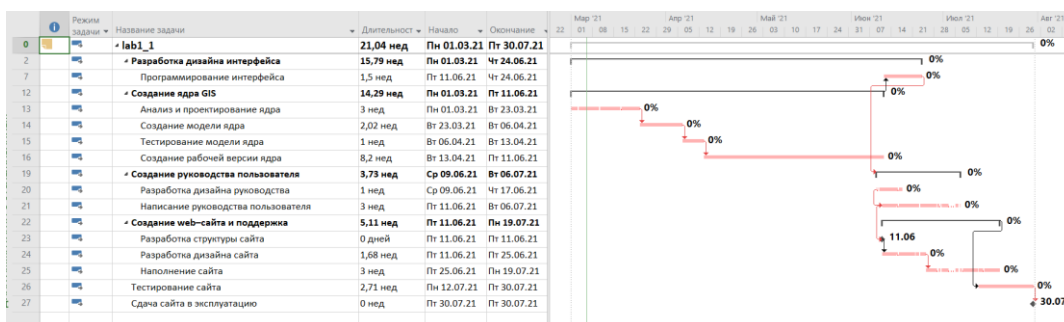 Режим задачи Название задачи Длительност Начало Окончание
22 Мар '21 01 08 15 22 29 Апр '21 05 12 19 26 Май '21 03 10 17 24 31 Июн '21 07 14 21 28 Июл '21 05 12 19 26 Авг '21 02
0 lab1_1 21,04 нед Пн 01.03.21 Пт 30.07.21 0%
2 Разработка дизайна интерфейса 15,79 нед Пн 01.03.21 Чт 24.06.21 0%
7 Программирование интерфейса 1,5 нед Пт 11.06.21 Чт 24.06.21 0%
12 Создание ядра GIS 14,29 нед Пн 01.03.21 Пт 11.06.21 0%
13 Анализ и проектирование ядра 3 нед Пн 01.03.21 Вт 23.03.21 0%
14 Создание модели ядра 2,02 нед Вт 23.03.21 Вт 06.04.21 0%
15 Тестирование модели ядра 1 нед Вт 06.04.21 Вт 13.04.21 0%
16 Создание рабочей версии ядра 8,2 нед Вт 13.04.21 Пт 11.06.21 0%
19 Создание руководства пользователя 3,73 нед Ср 09.06.21 Вт 06.07.21 0%
20 Разработка дизайна руководства 1 нед Ср 09.06.21 Чт 17.06.21 0%
21 Написание руководства пользователя 3 нед Пт 11.06.21 Вт 06.07.21 0%
22 Создание web–сайта и поддержка 5,11 нед Пт 11.06.21 Пн 19.07.21 0%
23 Разработка структуры сайта 0 дней Пт 11.06.21 Пт 11.06.21 11.06
24 Разработка дизайна сайта 1,68 нед Пт 11.06.21 Пт 25.06.21 0%
25 Наполнение сайта 3 нед Пт 25.06.21 Пн 19.07.21 0%
26 Тестирование сайта 2,71 нед Пн 12.07.21 Пт 30.07.21 0%
27 Сдача сайта в эксплуатацию 0 нед Пт 30.07.21 Пт 30.07.21 30.07